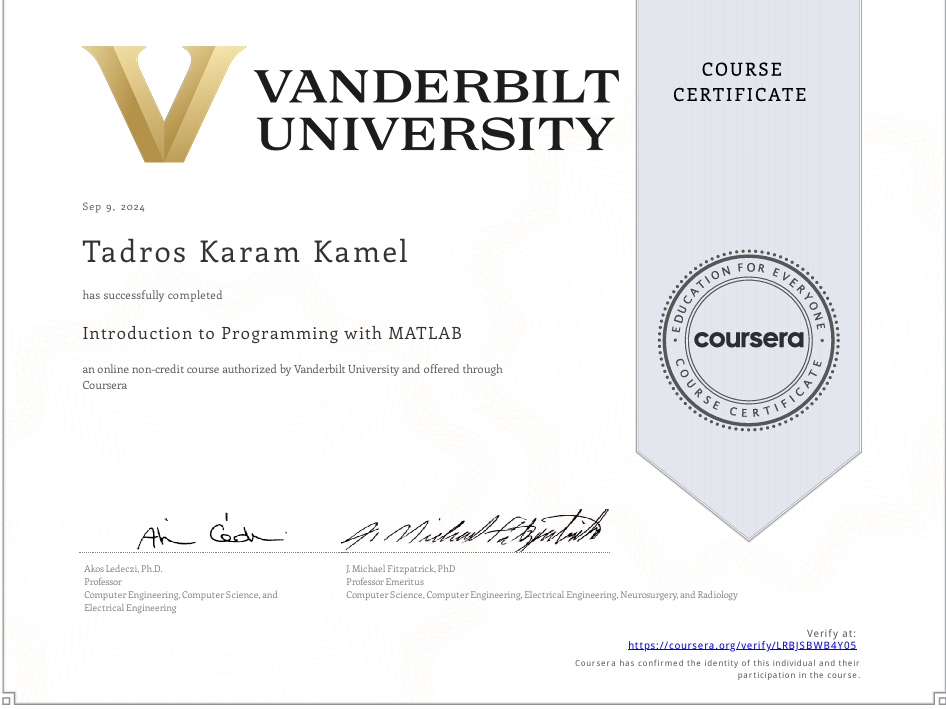 VANDERBILT
UNIVERSITY
COURSE
CERTIFICATE
Sep 9, 2024
Tadros Karam Kamel
has successfully completed
Introduction to Programming with MATLAB
an online non-credit course authorized by Vanderbilt University and offered through
Coursera
EDUCATION FOR EVERYONE
coursera
COURSE CERTIFICATE
Akos Ledeczi, Ph.D.
Professor
Computer Engineering, Computer Science, and
Electrical Engineering
J. Michael Fitzpatrick
J. Michael Fitzpatrick, PhD
Professor Emeritus
Computer Science, Computer Engineering, Electrical Engineering, Neurosurgery, and Radiology
Verify at:
https://coursera.org/verify/LRBJSBWB4Y05
Coursera has confirmed the identity of this individual and their
participation in the course.